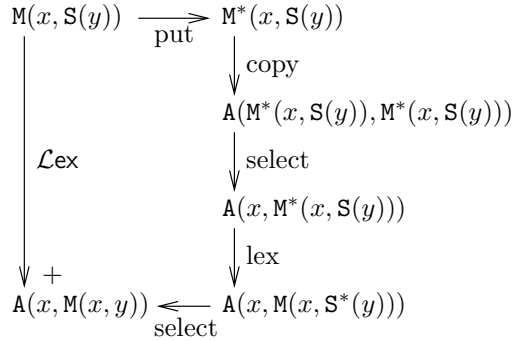 M(x, S(y)) put M*(x, S(y))
copy
A(M*(x, S(y)), M*(x, S(y)))
ℒex select
A(x, M*(x, S(y)))
lex
+
A(x, M(x, y)) select A(x, M(x, S*(y)))